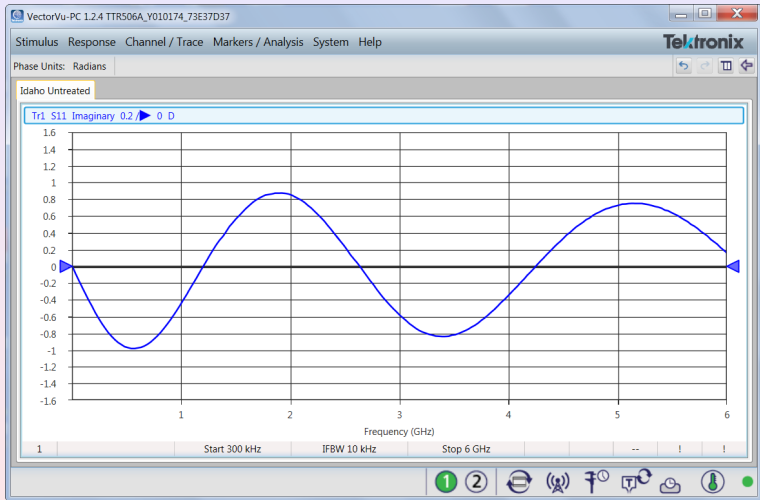 VectorVu-PC 1.2.4 TTR506A_Y010174_73E37D37
Stimulus Response Channel / Trace Markers / Analysis System Help
Tektronix
Phase Units: Radians
Idaho Untreated
Tr1 S11 Imaginary 0.2 / 0 D
1.6
1.4
1.2
1
0.8
0.6
0.4
0.2
0
-0.2
-0.4
-0.6
-0.8
-1
-1.2
-1.4
-1.6
1 2 3 4 5 6
Frequency (GHz)
1 Start 300 kHz IFBW 10 kHz Stop 6 GHz -- ! !
1 2
T